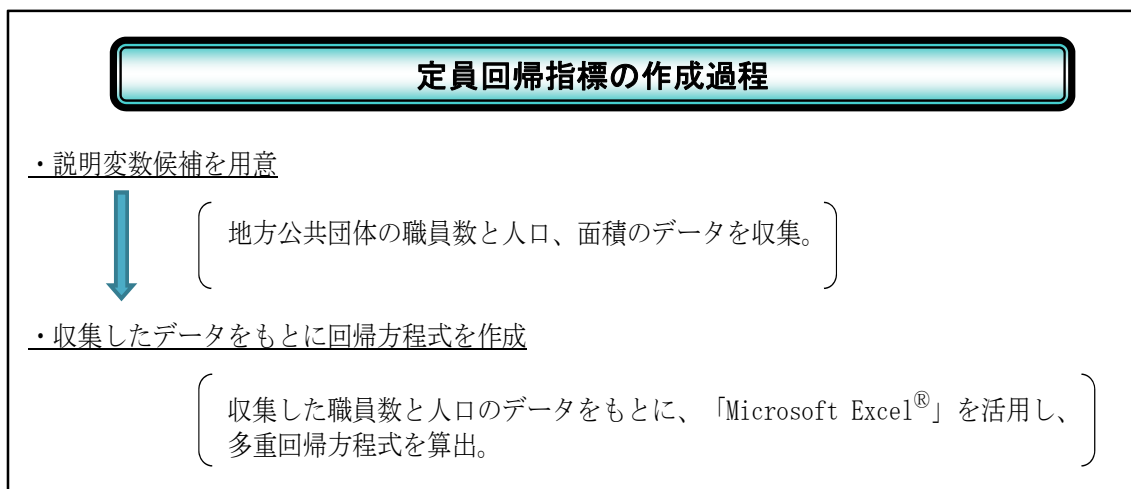 定員回帰指標の作成過程
・説明変数候補を用意
地方公共団体の職員数と人口、面積のデータを収集。
・収集したデータをもとに回帰方程式を作成
収集した職員数と人口のデータをもとに、「Microsoft Excel®」を活用し、
多重回帰方程式を算出。